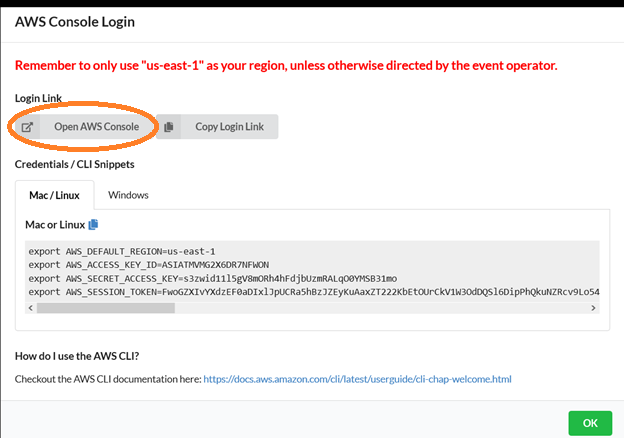 AWS Console Login
Remember to only use "us-east-1" as your region, unless otherwise directed by the event operator.
Login Link
Open AWS Console Copy Login Link
Credentials / CLI Snippets
Mac / Linux Windows
Mac or Linux
export AWS_DEFAULT_REGION=us-east-1
export AWS_ACCESS_KEY_ID=ASIATMVMG2X6DR7NFWON
export AWS_SECRET_ACCESS_KEY=s3zwid11l5gV8mORh4hFdjbUzmRALqO0YMSB31mo
export AWS_SESSION_TOKEN=FwoGZXIvYXdzEF0aDIxlJpUCRa5hBzJZEyKuAaxZT222KbEtOUrCkV1W3OdDQSl6DipPhQkuNZRcv9Lo54
How do I use the AWS CLI?
Checkout the AWS CLI documentation here: https://docs.aws.amazon.com/cli/latest/userguide/cli-chap-welcome.html
OK